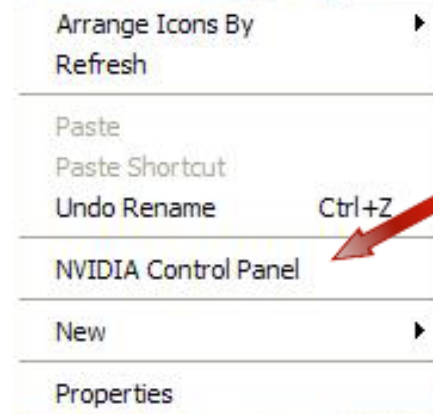 Arrange Icons By
Refresh
Paste
Paste Shortcut
Undo Rename Ctrl+Z
NVIDIA Control Panel
New
Properties